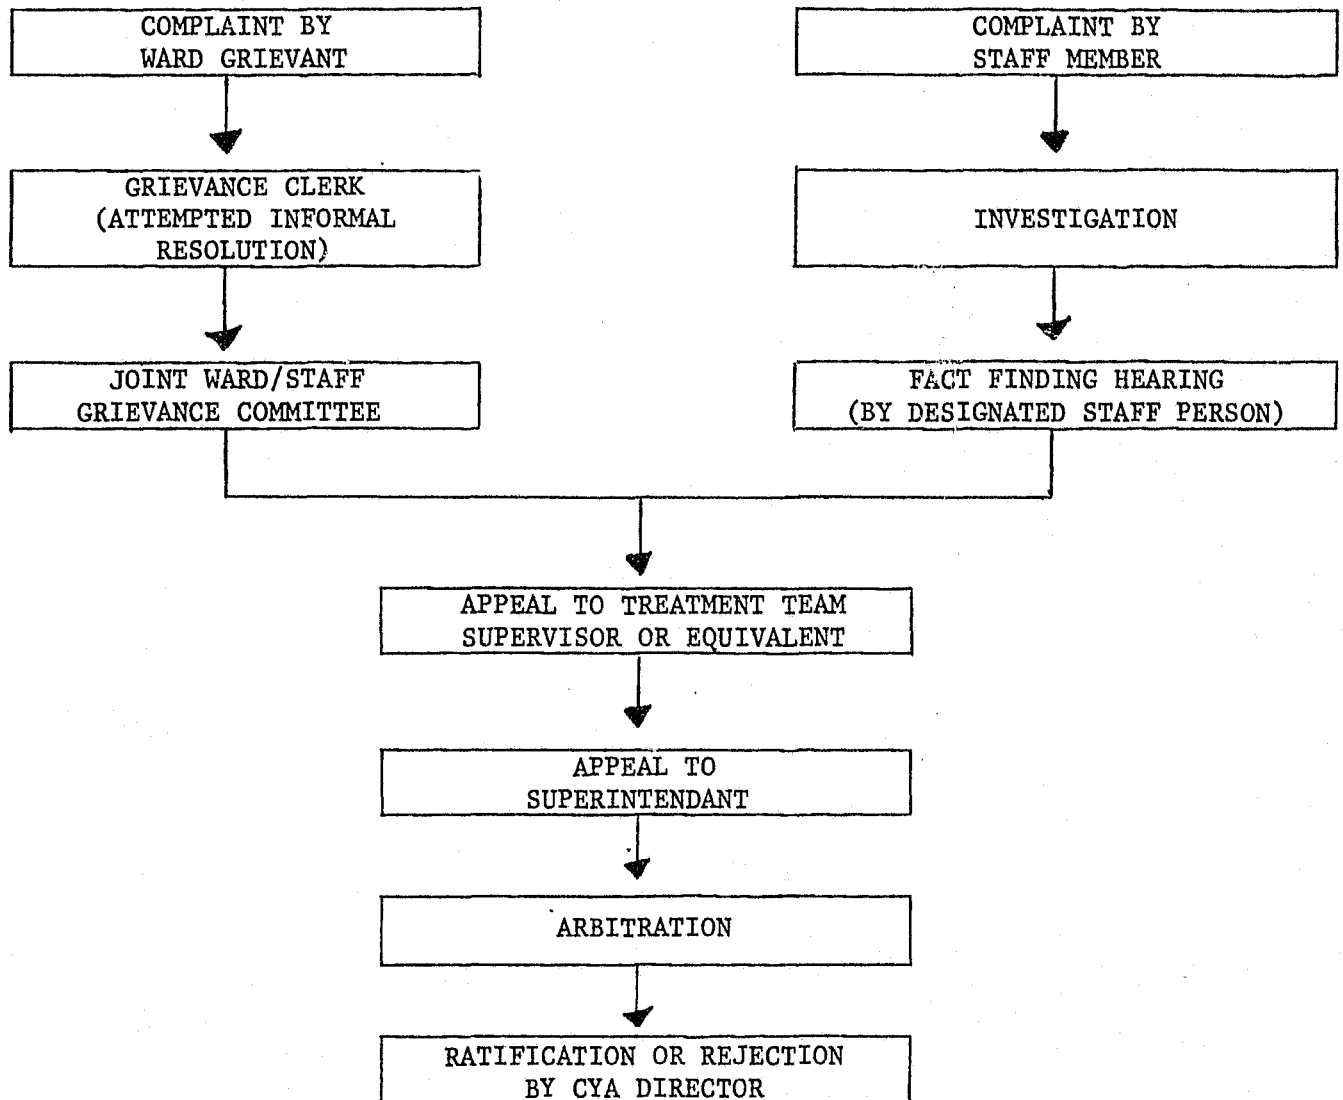 COMPLAINT BY
WARD GRIEVANT
COMPLAINT BY
STAFF MEMBER
GRIEVANCE CLERK
(ATTEMPTED INFORMAL
RESOLUTION)
INVESTIGATION
JOINT WARD/STAFF
GRIEVANCE COMMITTEE
FACT FINDING HEARING
(BY DESIGNATED STAFF PERSON)
APPEAL TO TREATMENT TEAM
SUPERVISOR OR EQUIVALENT
APPEAL TO
SUPERINTENDANT
ARBITRATION
RATIFICATION OR REJECTION
BY CYA DIRECTOR